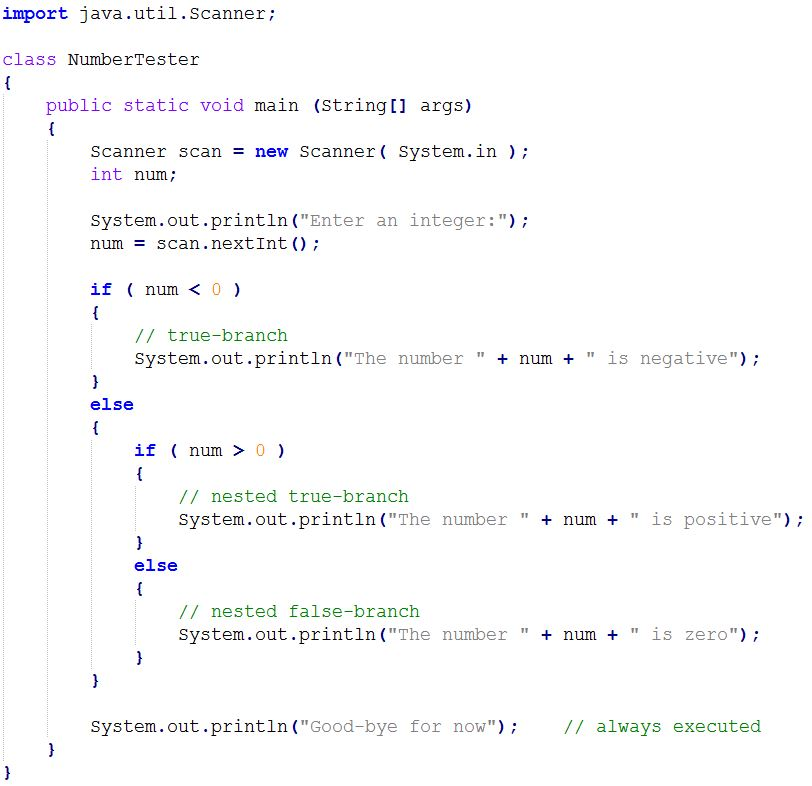 import java.util.Scanner;
class NumberTester
{
    public static void main (String[] args)
    {
        Scanner scan = new Scanner( System.in );
        int num;
        System.out.println("Enter an integer:");
        num = scan.nextInt();
        if ( num < 0 )
        {
            // true-branch
            System.out.println("The number " + num + " is negative");
        }
        else
        {
            if ( num > 0 )
            {
                // nested true-branch
                System.out.println("The number " + num + " is positive");
            }
            else
            {
                // nested false-branch
                System.out.println("The number " + num + " is zero");
            }
        }
        System.out.println("Good-bye for now");    // always executed
    }
}